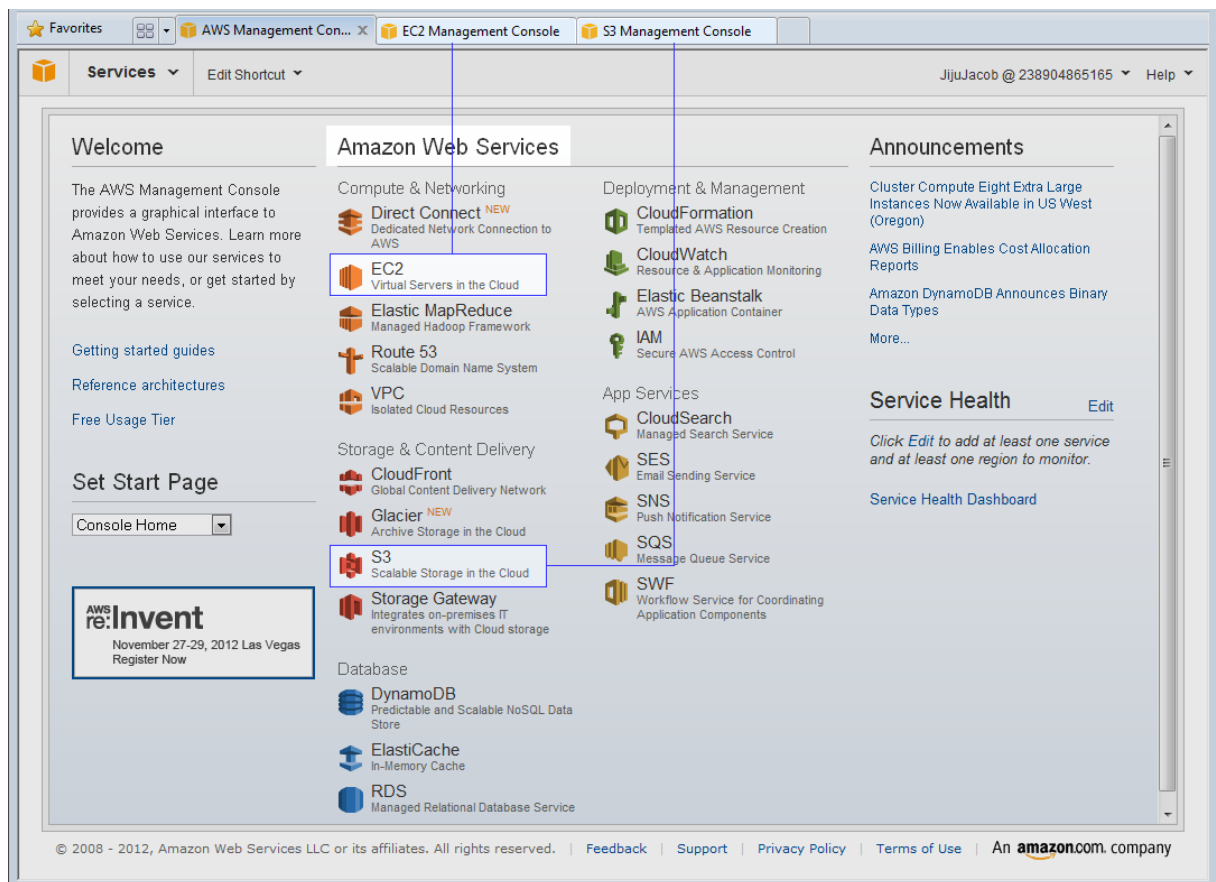 Favorites
AWS Management Con... X
EC2 Management Console
S3 Management Console
Services
Edit Shortcut
JijuJacob @ 238904865165
Help
Welcome
The AWS Management Console
provides a graphical interface to
Amazon Web Services. Learn more
about how to use our services to
meet your needs, or get started by
selecting a service.
Getting started guides
Reference architectures
Free Usage Tier
Set Start Page
Console Home
AWS
re:Invent
November 27-29, 2012 Las Vegas
Register Now
Amazon Web Services
Compute & Networking
Direct Connect NEW
Dedicated Network Connection to
AWS
EC2
Virtual Servers in the Cloud
Elastic MapReduce
Managed Hadoop Framework
Route 53
Scalable Domain Name System
VPC
Isolated Cloud Resources
Storage & Content Delivery
CloudFront
Global Content Delivery Network
Glacier NEW
Archive Storage in the Cloud
S3
Scalable Storage in the Cloud
Storage Gateway
Integrates on-premises IT
environments with Cloud storage
Database
DynamoDB
Predictable and Scalable NoSQL Data
Store
ElastiCache
In-Memory Cache
RDS
Managed Relational Database Service
Deployment & Management
CloudFormation
Templated AWS Resource Creation
CloudWatch
Resource & Application Monitoring
Elastic Beanstalk
AWS Application Container
IAM
Secure AWS Access Control
App Services
CloudSearch
Managed Search Service
SES
Email Sending Service
SNS
Push Notification Service
SQS
Message Queue Service
SWF
Workflow Service for Coordinating
Application Components
Announcements
Cluster Compute Eight Extra Large
Instances Now Available in US West
(Oregon)
AWS Billing Enables Cost Allocation
Reports
Amazon DynamoDB Announces Binary
Data Types
More...
Service Health
Edit
Click Edit to add at least one service
and at least one region to monitor.
Service Health Dashboard
© 2008 - 2012, Amazon Web Services LLC or its affiliates. All rights reserved. | Feedback | Support | Privacy Policy | Terms of Use | An amazon.com. company